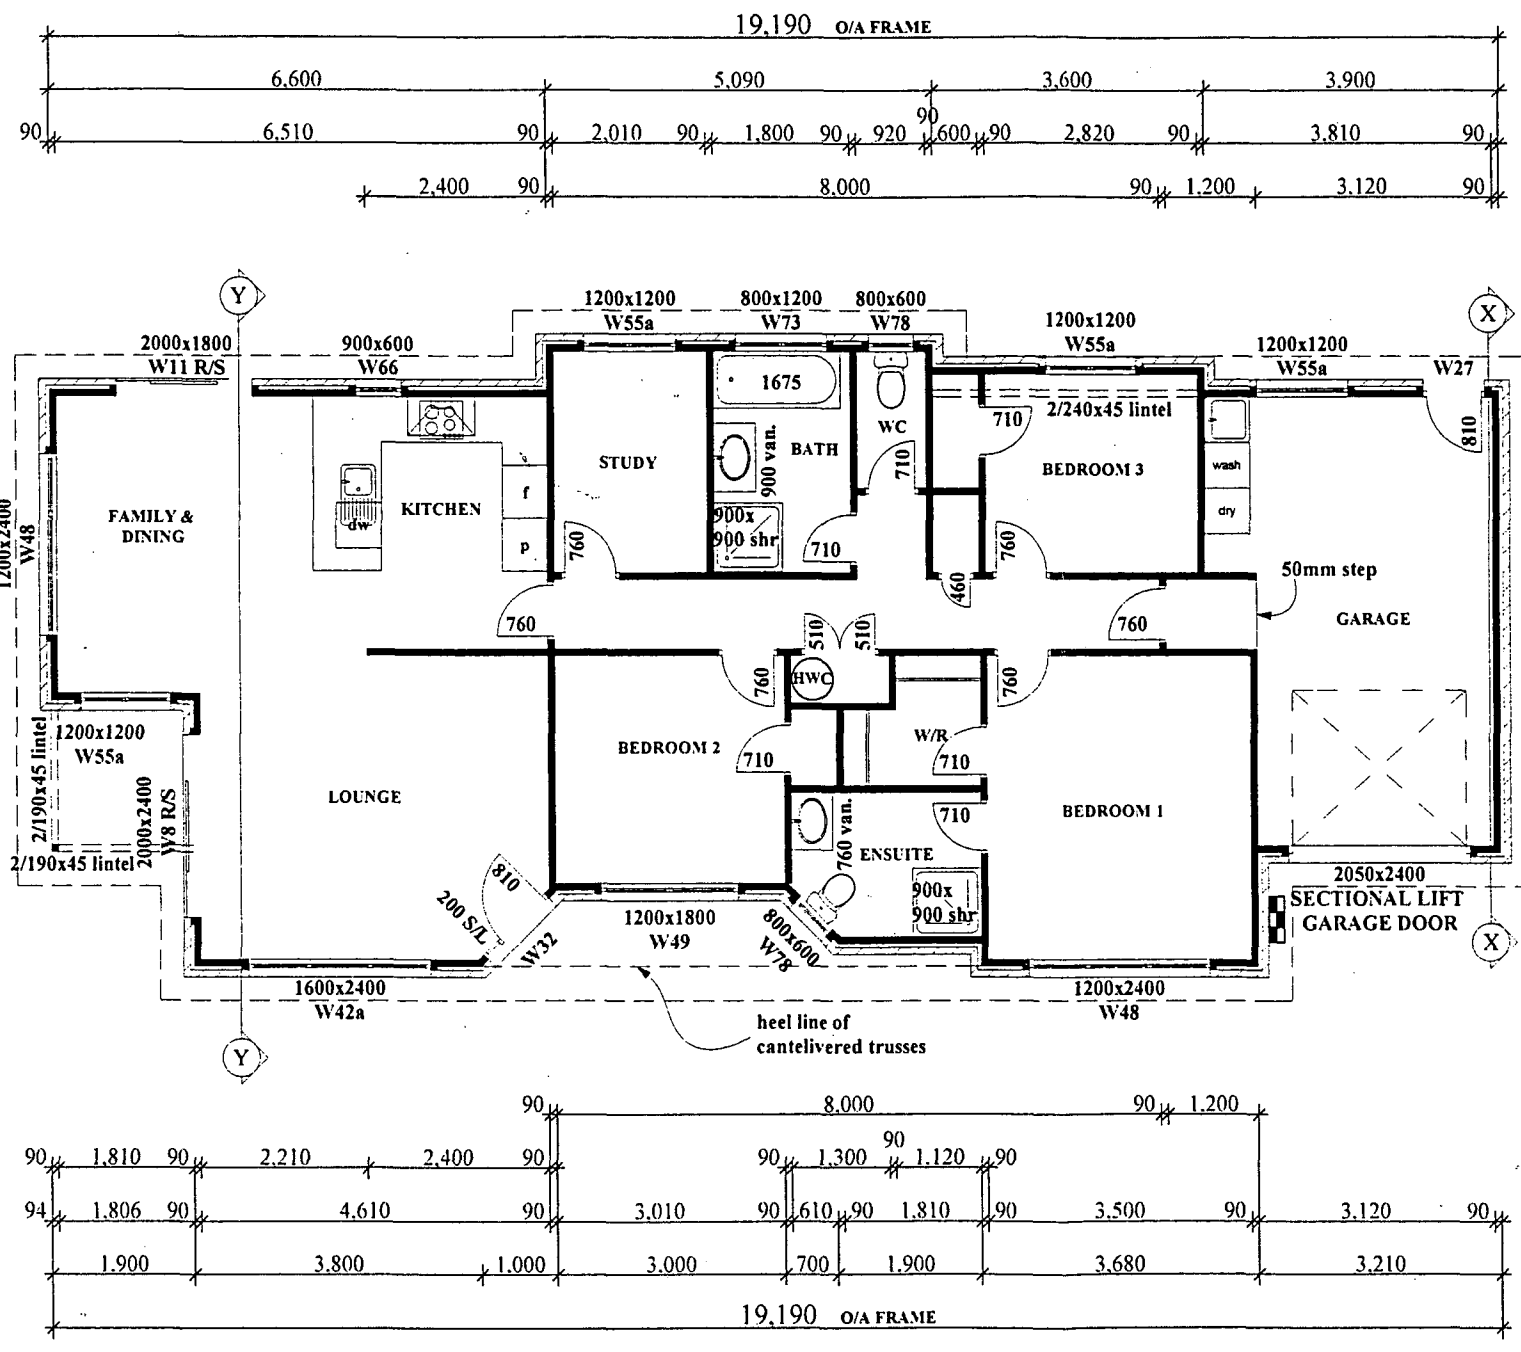 19,190 O/A FRAME
6,600 5,090 3,600 3.900
90
90 6,510 90 2,010 90 1,800 90 920 600 90 2,820 90 3,810 90
2,400 90 8,000 90 1.200 3.120 90
Y
X
1200x1200 800x1200 800x600
W55a W73 W78
1200x1200
W55a
2000x1800 900x600
W11 R/S W66
1200x1200 W27
W55a
1675
2/240x45 lintel
710
WC
810
STUDY
900 van.
BATH
710
BEDROOM 3
wash
dry
f
KITCHEN
FAMILY &
DINING
dw
p
1200x2400
W48
900x
900 shr
760
710
760
460
50mm step
GARAGE
760
510
510
760
HWC
760
760
1200x1200
W55a
2/190x45 lintel
BEDROOM 2
W/R
710
710
LOUNGE
2000x2400
W8 R/S
BEDROOM 1
710
760 van.
ENSUITE
2/190x45 lintel
810
200 S/L
W32
900x
900 shr
2050x2400
SECTIONAL LIFT
GARAGE DOOR
1200x1800
W49
800x600
W78
X
1600x2400
W42a
1200x2400
W48
heel line of
cantelivered trusses
Y
90 8.000 90 1.200
90
90 1,810 90 2,210 2,400 90 90 1,300 1.120 90
94 1.806 90 4.610 90 3.010 90 610 90 1.810 90 3.500 90 3.120 90
1.900 3.800 1.000 3.000 700 1.900 3,680 3,210
19,190 O/A FRAME